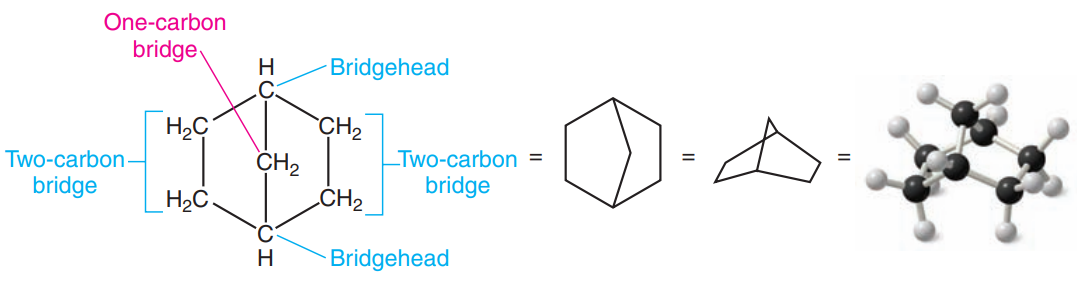 One-carbon
bridge
H
C
Bridgehead
H₂C
CH₂
Two-carbon
bridge
CH₂
Two-carbon
bridge
=
=
=
H₂C
CH₂
C
H
Bridgehead